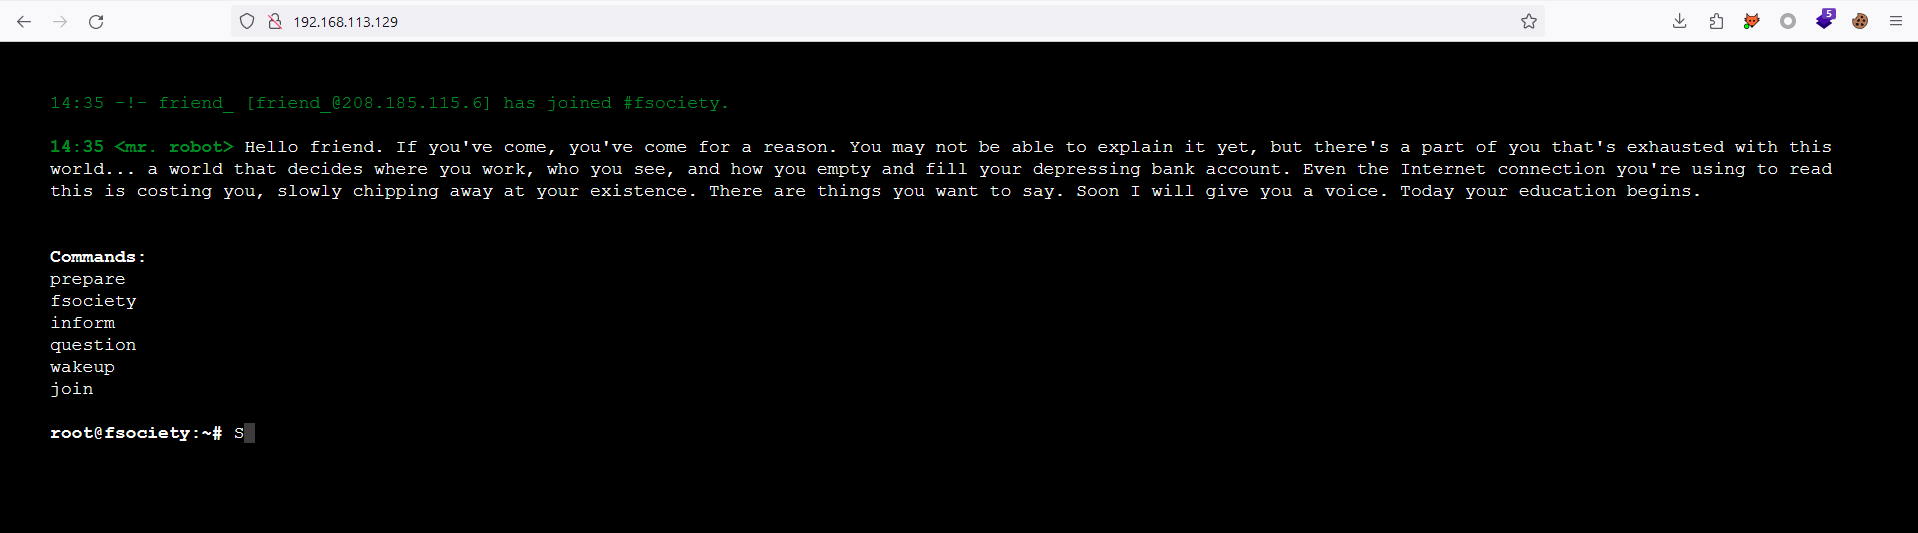 192.168.113.129
5
14:35 -!- friend_ [friend_@208.185.115.6] has joined #fsociety.
14:35 <mr. robot> Hello friend. If you've come, you've come for a reason. You may not be able to explain it yet, but there's a part of you that's exhausted with this
world... a world that decides where you work, who you see, and how you empty and fill your depressing bank account. Even the Internet connection you're using to read
this is costing you, slowly chipping away at your existence. There are things you want to say. Soon I will give you a voice. Today your education begins.
Commands:
prepare
fsociety
inform
question
wakeup
join
root@fsociety:~# S